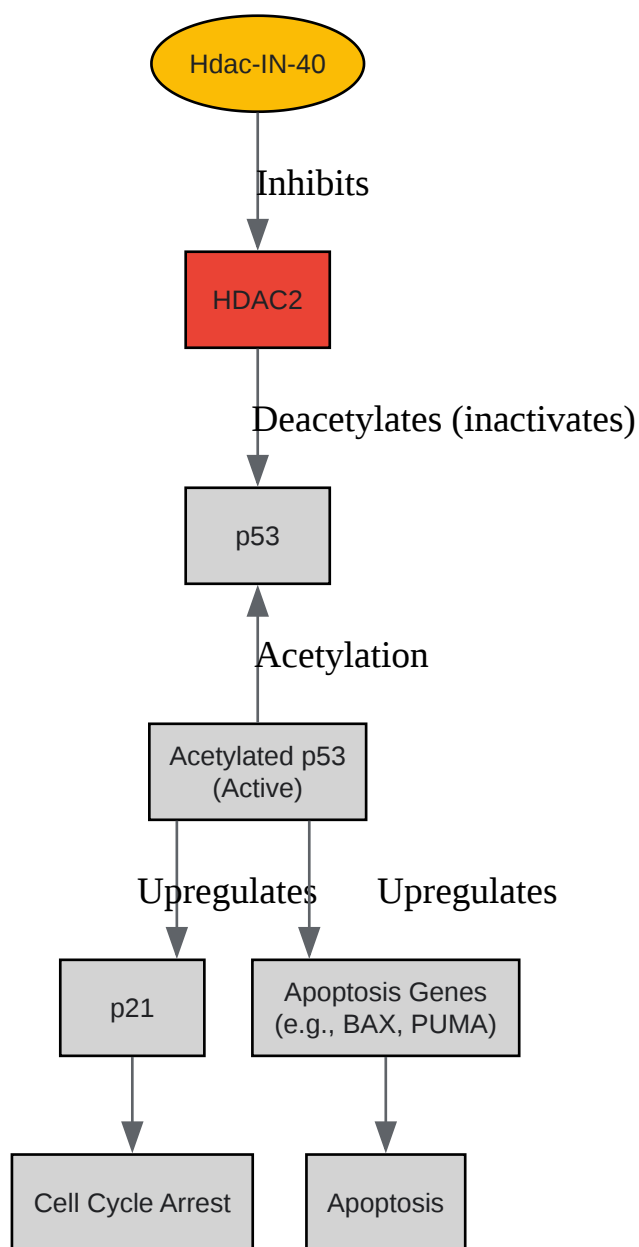 Hdac-IN-40
Inhibits
HDAC2
Deacetylates (inactivates)
p53
Acetylation
Acetylated p53
(Active)
Upregulates
Upregulates
p21
Apoptosis Genes
(e.g., BAX, PUMA)
Cell Cycle Arrest
Apoptosis